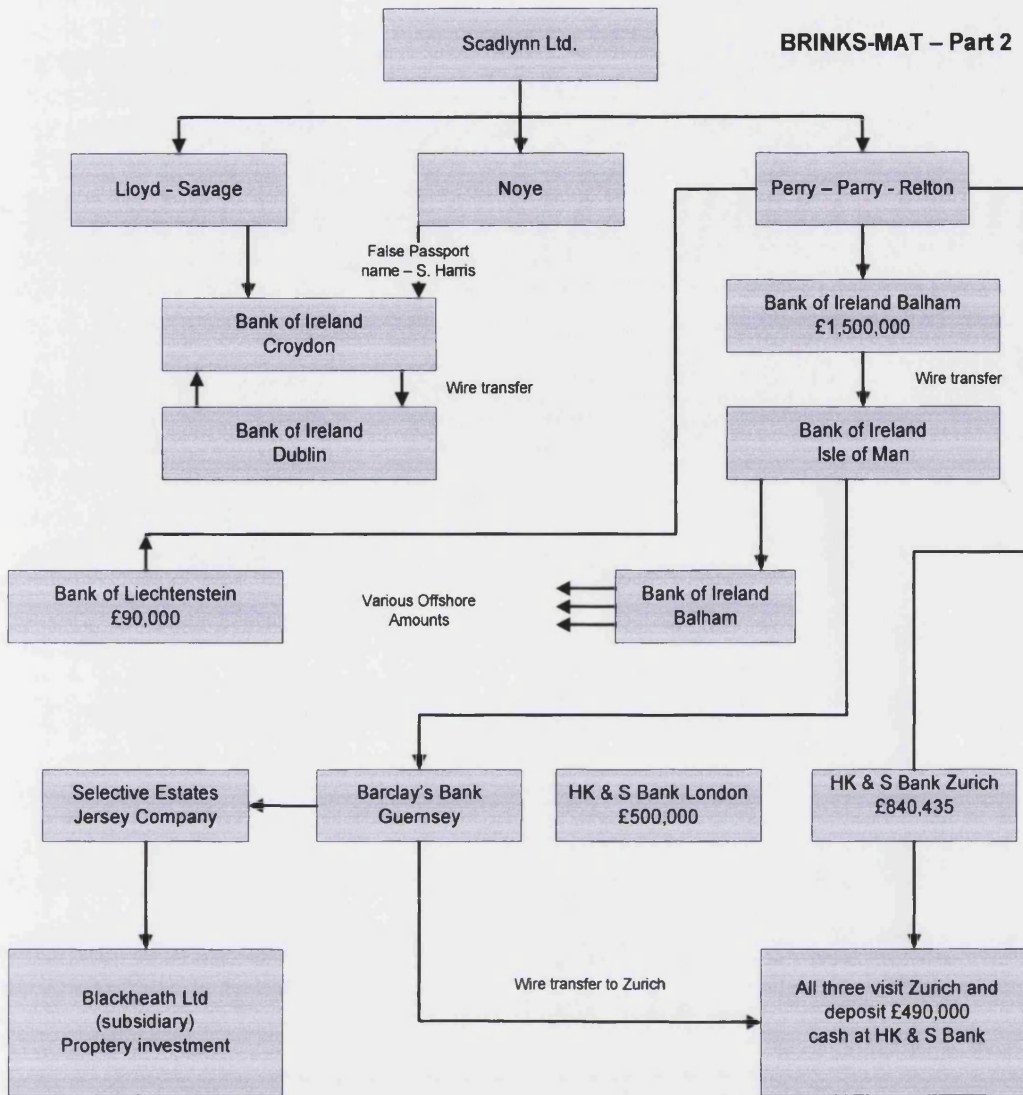 Scadlynn Ltd.
BRINKS-MAT – Part 2
Lloyd - Savage
Noye
Perry – Parry - Relton
False Passport
name – S. Harris
Bank of Ireland Balham
£1,500,000
Bank of Ireland
Croydon
Wire transfer
Wire transfer
Bank of Ireland
Dublin
Bank of Ireland
Isle of Man
Bank of Liechtenstein
£90,000
Various Offshore
Amounts
Bank of Ireland
Balham
Selective Estates
Jersey Company
Barclay's Bank
Guernsey
HK & S Bank London
£500,000
HK & S Bank Zurich
£840,435
Blackheath Ltd
(subsidiary)
Proptery investment
Wire transfer to Zurich
All three visit Zurich and
deposit £490,000
cash at HK & S Bank